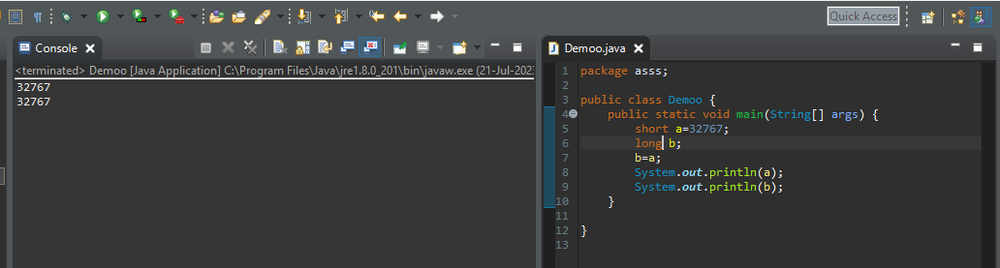 Quick Access
Console
<terminated> Demoo [Java Application] C:\Program Files\Java\jre1.8.0_201\bin\javaw.exe (21-Jul-202
32767
32767
Demoo.java
1 package asss;
2
3 public class Demoo {
4 public static void main(String[] args) {
5 short a=32767;
6 long b;
7 b=a;
8 System.out.println(a);
9 System.out.println(b);
10 }
11
12 }
13